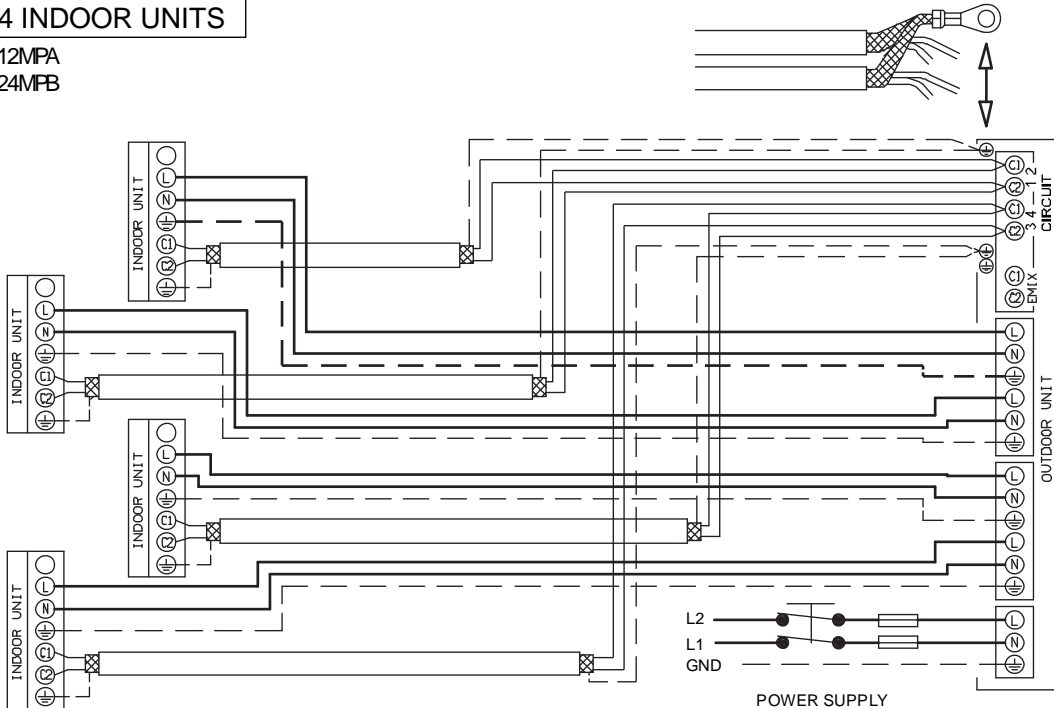 4 INDOOR UNITS
12MPA
24MPB
INDOOR UNIT
L
N
C1
C2
INDOOR UNIT
L
N
C1
C2
INDOOR UNIT
L
N
C1
C2
INDOOR UNIT
L
N
C1
C2
C1
C2
C1
C2
3 4 1 2
CIRCUIT
C1
C2
EMIX
L
N
L
N
L
N
L
N
OUTDOOR UNIT
L2
L1
GND
L
N
POWER SUPPLY